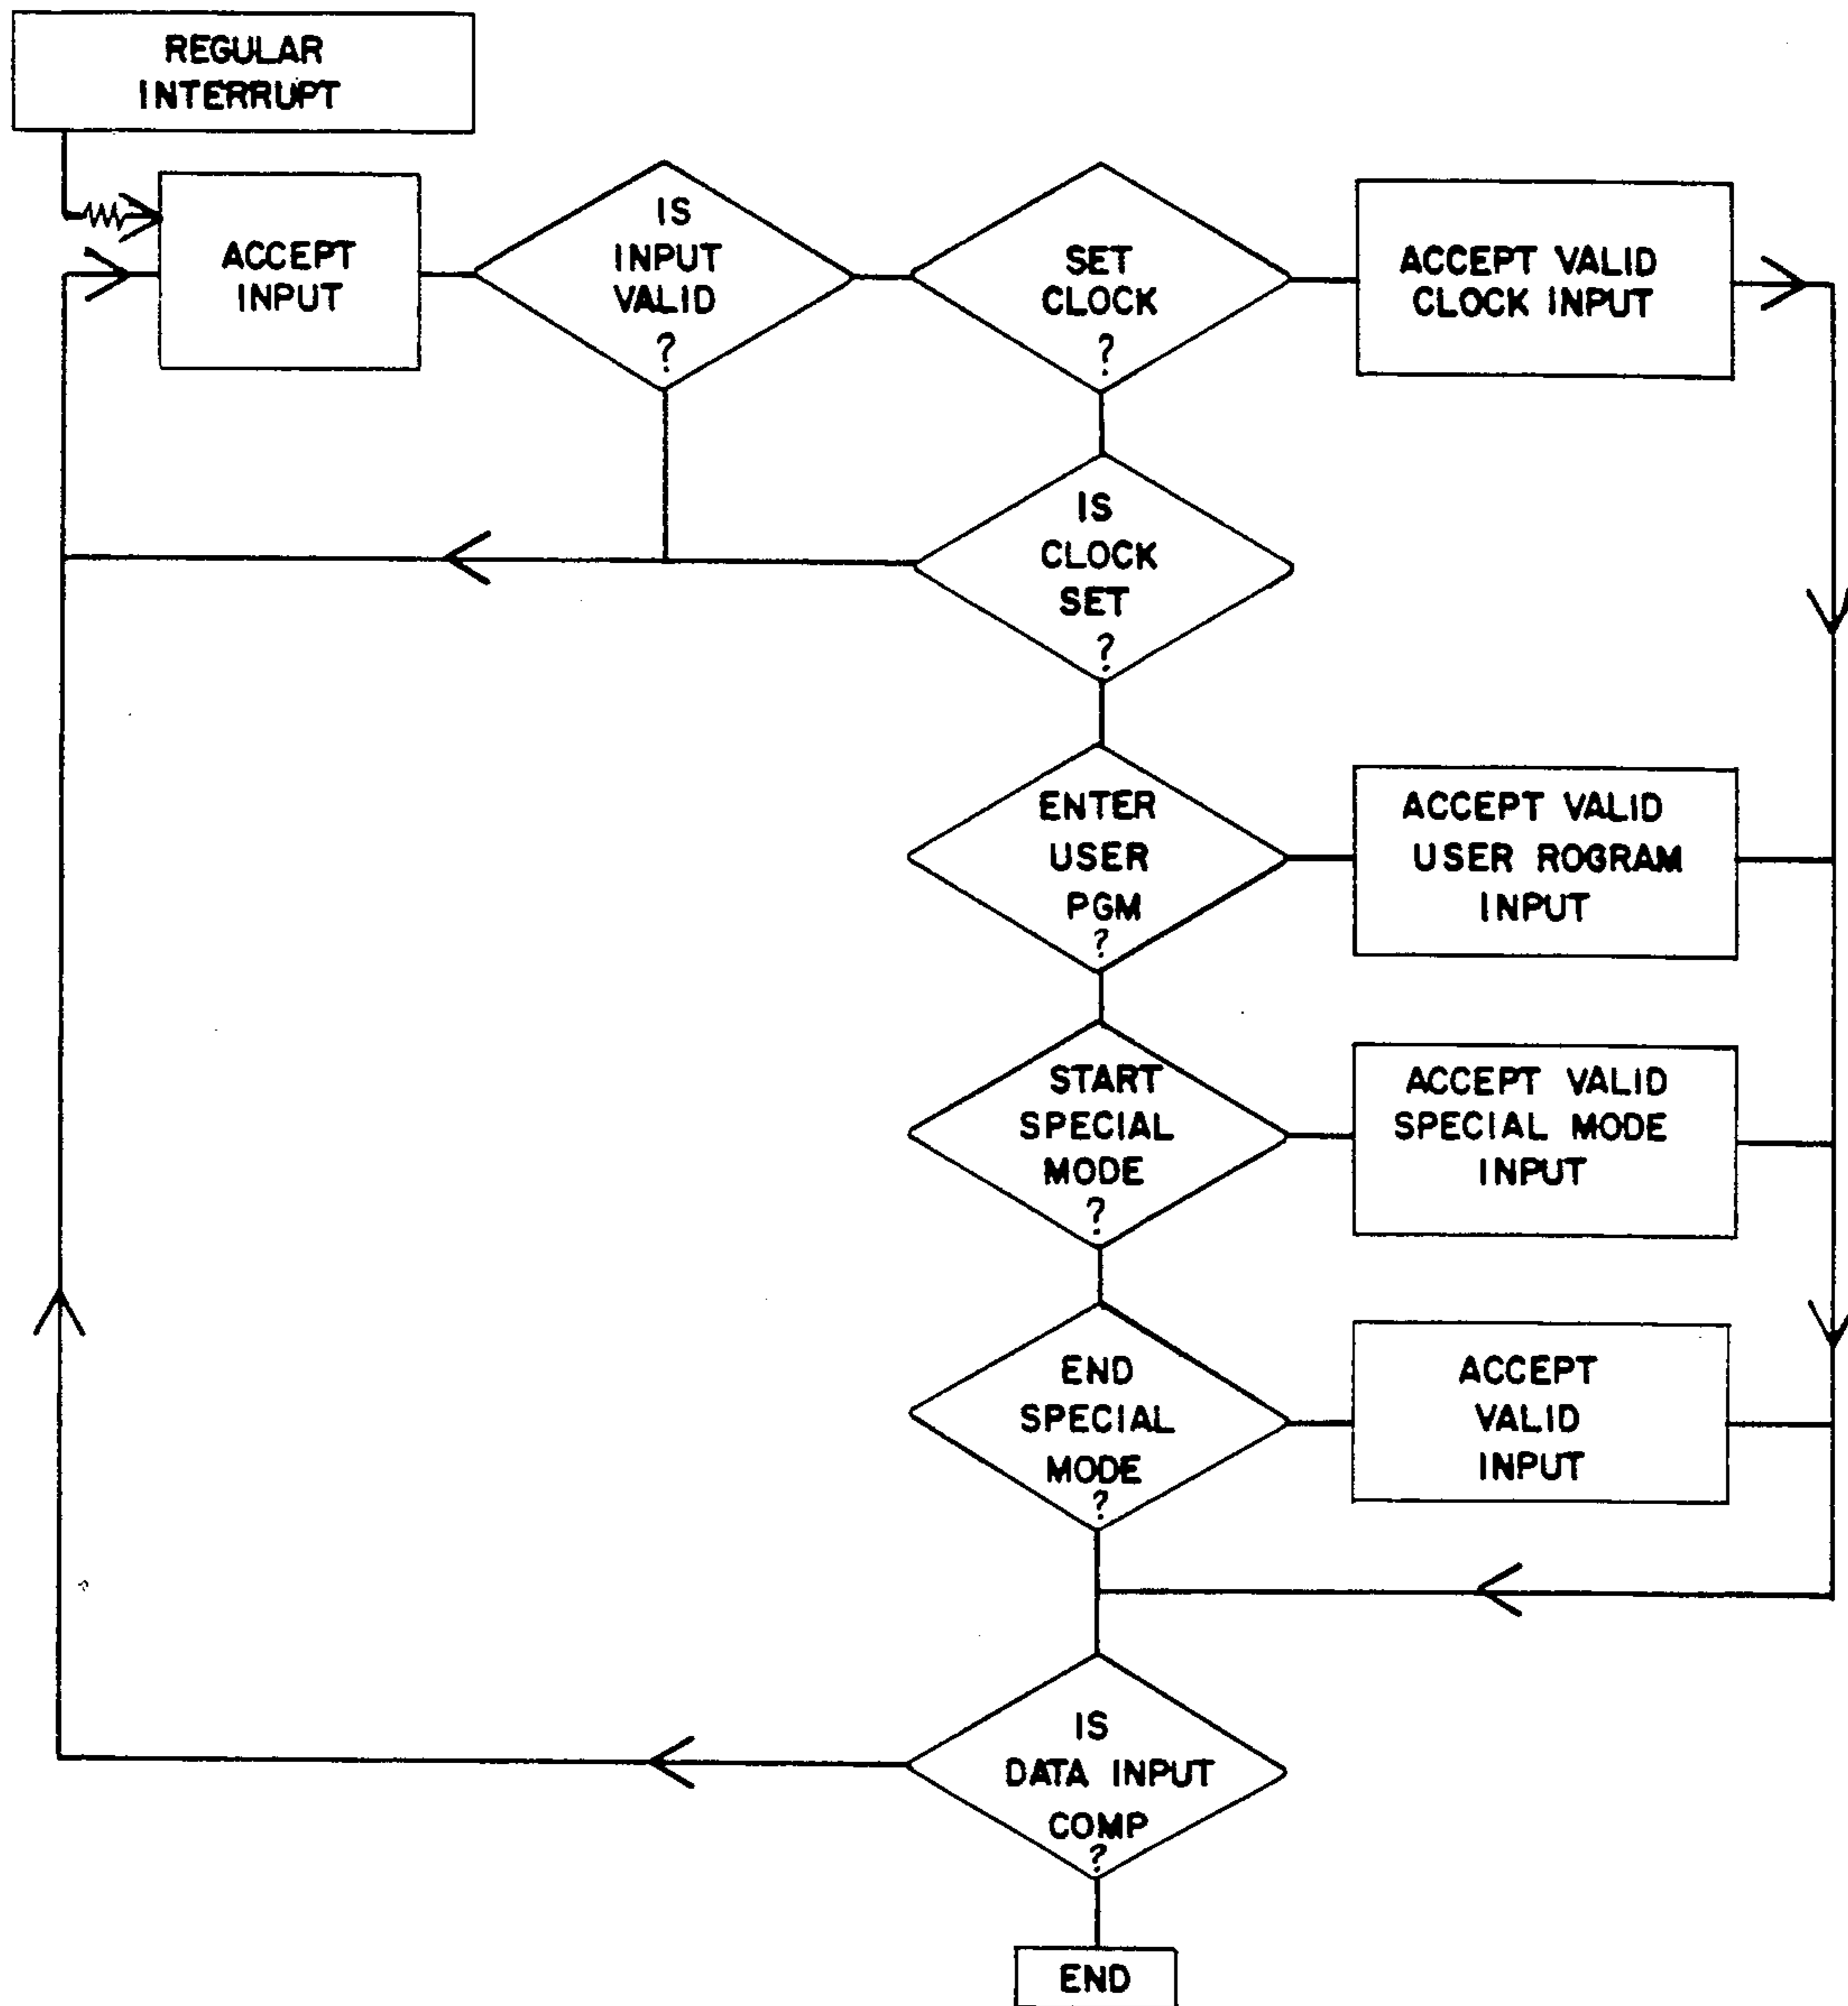 REGULAR
INTERRUPT
ACCEPT
INPUT
IS
INPUT
VALID
?
SET
CLOCK
?
ACCEPT VALID
CLOCK INPUT
IS
CLOCK
SET
?
ENTER
USER
PGM
?
ACCEPT VALID
USER ROGRAM
INPUT
START
SPECIAL
MODE
?
ACCEPT VALID
SPECIAL MODE
INPUT
END
SPECIAL
MODE
?
ACCEPT
VALID
INPUT
IS
DATA INPUT
COMP
?
END